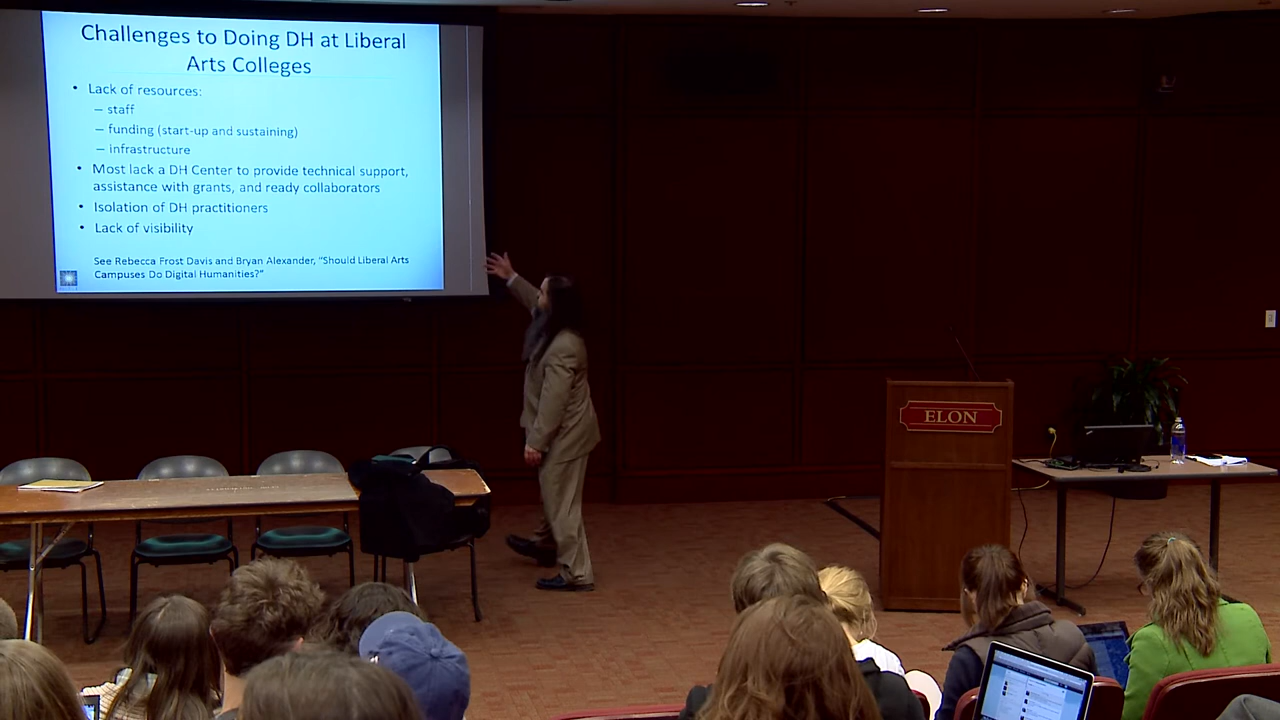 Challenges to Doing DH at Liberal
Arts Colleges
• Lack of resources:
– staff
– funding (start-up and sustaining)
– infrastructure
• Most lack a DH Center to provide technical support,
assistance with grants, and ready collaborators
• Isolation of DH practitioners
• Lack of visibility
See Rebecca Frost Davis and Bryan Alexander, “Should Liberal Arts
Campuses Do Digital Humanities?”
ELON